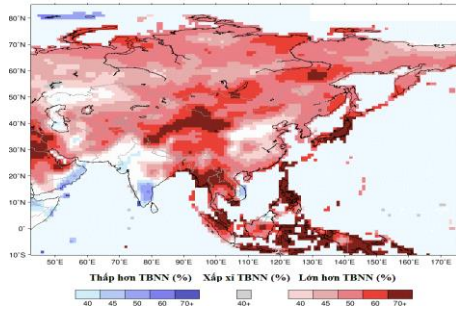 80°N
70°N
60°N
50°N
40°N
30°N
20°N
10°N
0°
10°S
50°E 60°E 70°E 80°E 90°E 100°E 110°E 120°E 130°E 140°E 150°E 160°E 170°E
Thấp hơn TBNN (%) Xấp xỉ TBNN (%) Lớn hơn TBNN (%)
40 45 50 60 70+ 40+ 40 45 50 60 70+